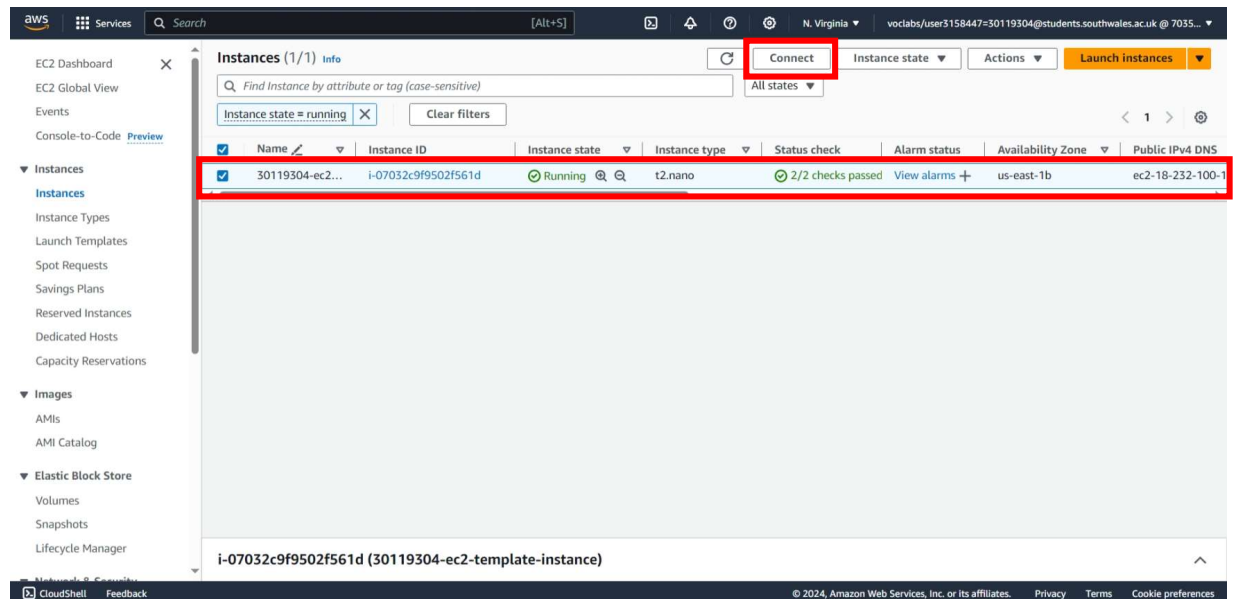 aws Services Search [Alt+S] N. Virginia voclabs/user3158447=30119304@students.southwales.ac.uk @ 7035...
EC2 Dashboard
EC2 Global View
Events
Console-to-Code Preview
Instances
Instances
Instance Types
Launch Templates
Spot Requests
Savings Plans
Reserved Instances
Dedicated Hosts
Capacity Reservations
Images
AMIs
AMI Catalog
Elastic Block Store
Volumes
Snapshots
Lifecycle Manager
Instances (1/1) Info Connect Instance state Actions Launch instances
Find Instance by attribute or tag (case-sensitive) All states
Instance state = running Clear filters 1
Name Instance ID Instance state Instance type Status check Alarm status Availability Zone Public IPv4 DNS
30119304-ec2... i-07032c9f9502f561d Running t2.nano 2/2 checks passed View alarms + us-east-1b ec2-18-232-100-1
i-07032c9f9502f561d (30119304-ec2-template-instance)
Network & Security
CloudShell Feedback © 2024, Amazon Web Services, Inc. or its affiliates. Privacy Terms Cookie preferences